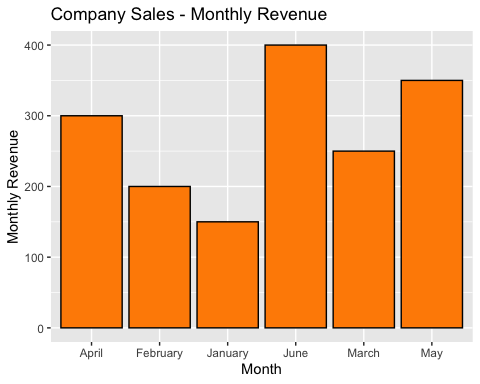 Company Sales - Monthly Revenue
Monthly Revenue
400
300
200
100
0
April February January June March May
Month